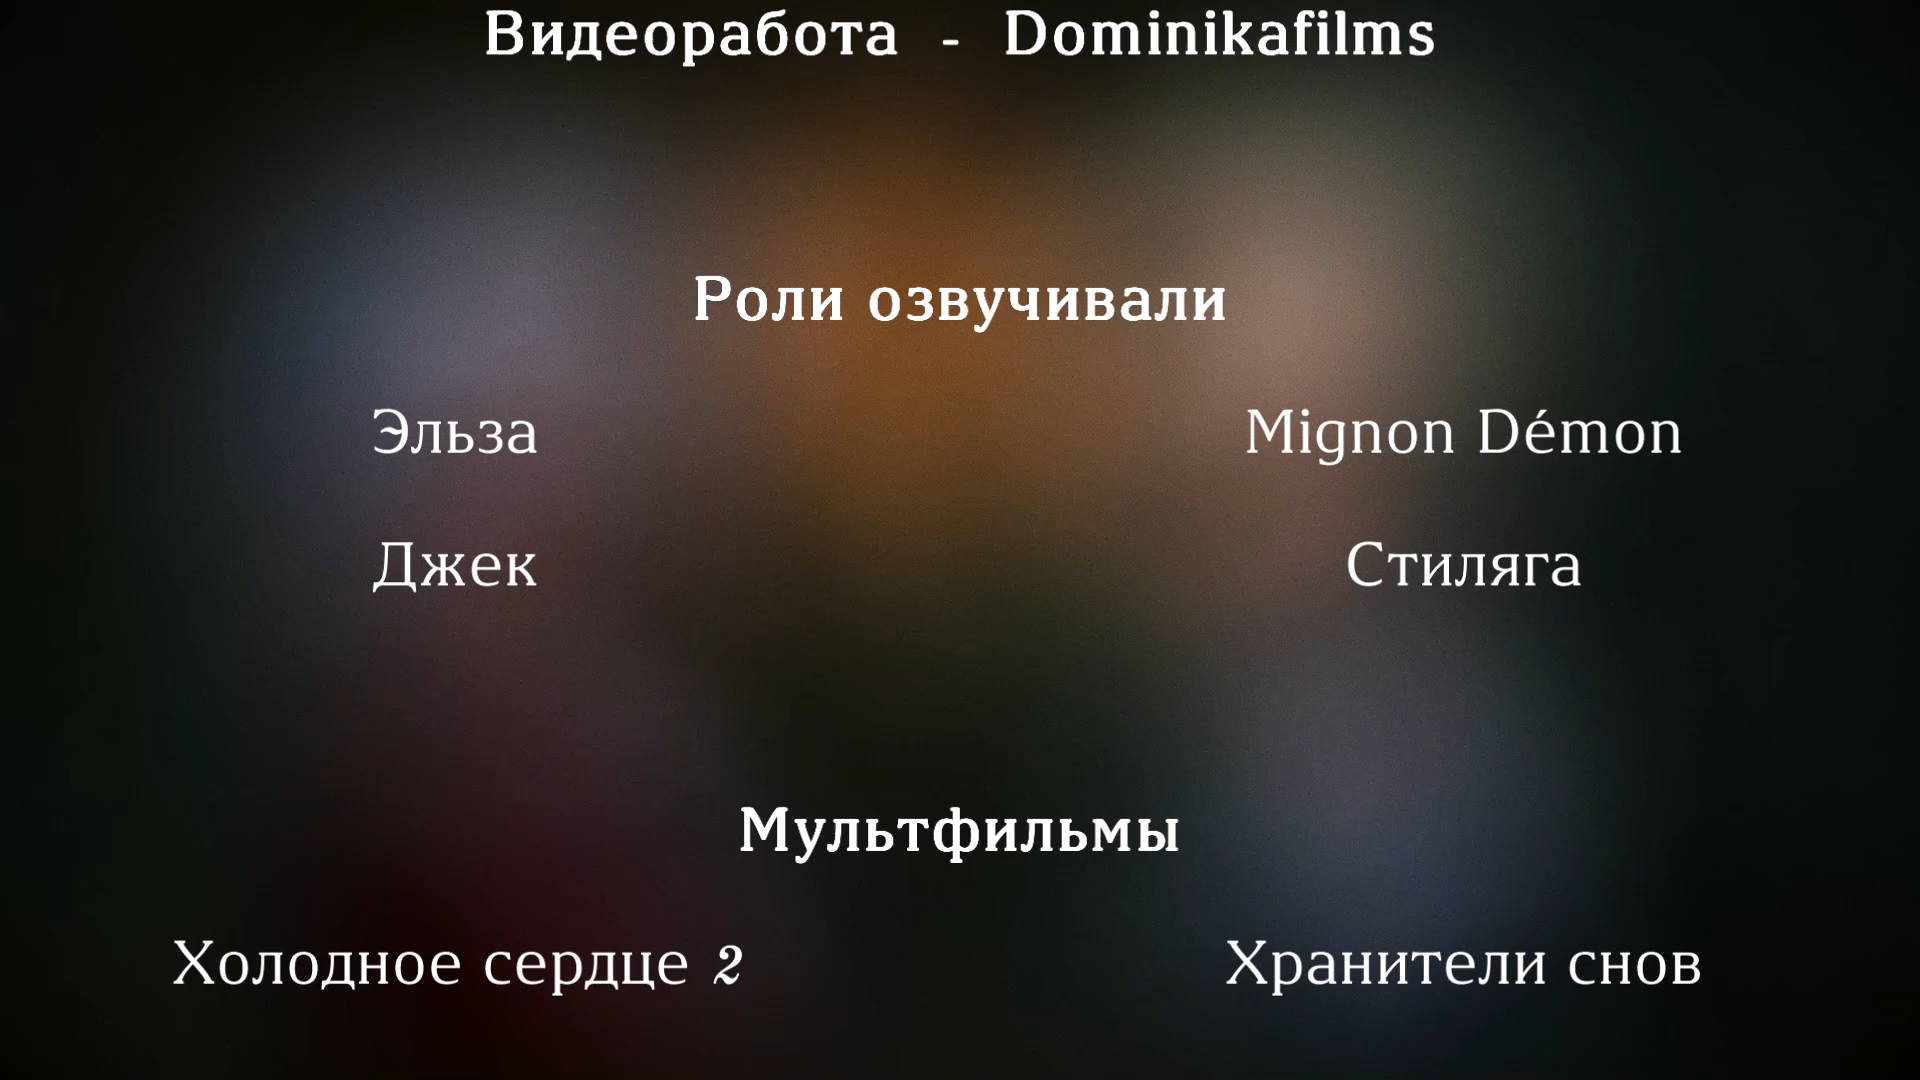 Видеоработа - Dominikafilms
Роли озвучивали
Эльза Mignon Démon
Джек Стиляга
Мультфильмы
Холодное сердце 2 Хранители снов